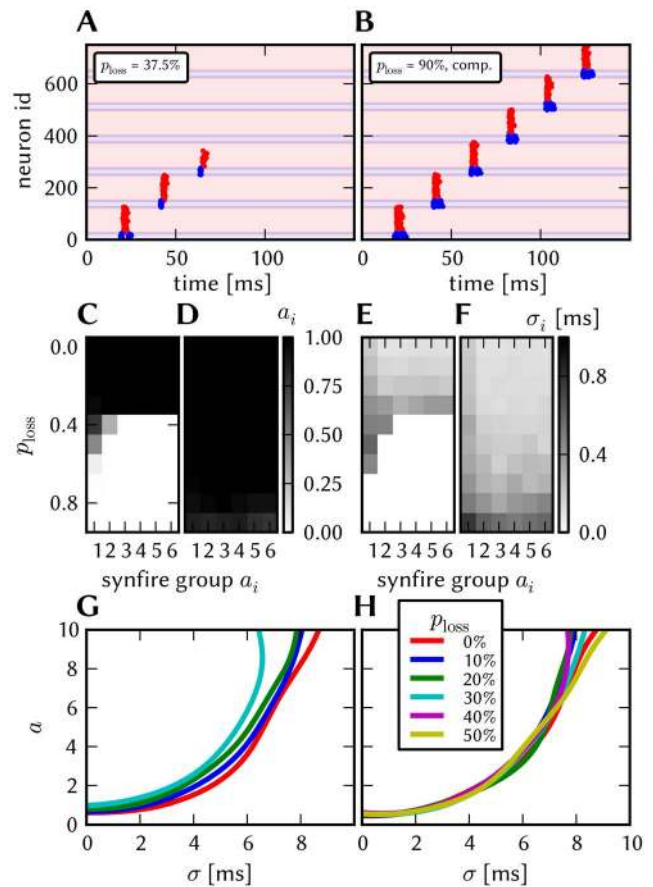 A
B
p_loss = 37.5%
p_loss = 90%, comp.
neuron id
600
400
200
0
0 50 100
0 50 100
time [ms]
time [ms]
C D a_i E F σ_i [ms]
p_loss
0.0
0.4
0.8
1.00
0.75
0.50
0.25
0.00
0.8
0.4
0.0
1 2 3 4 5 6 1 2 3 4 5 6
1 2 3 4 5 6 1 2 3 4 5 6
synfire group a_i
synfire group a_i
G
H
a
10
8
6
4
2
0
p_loss
0%
10%
20%
30%
40%
50%
0 2 4 6 8
0 2 4 6 8 10
σ [ms]
σ [ms]